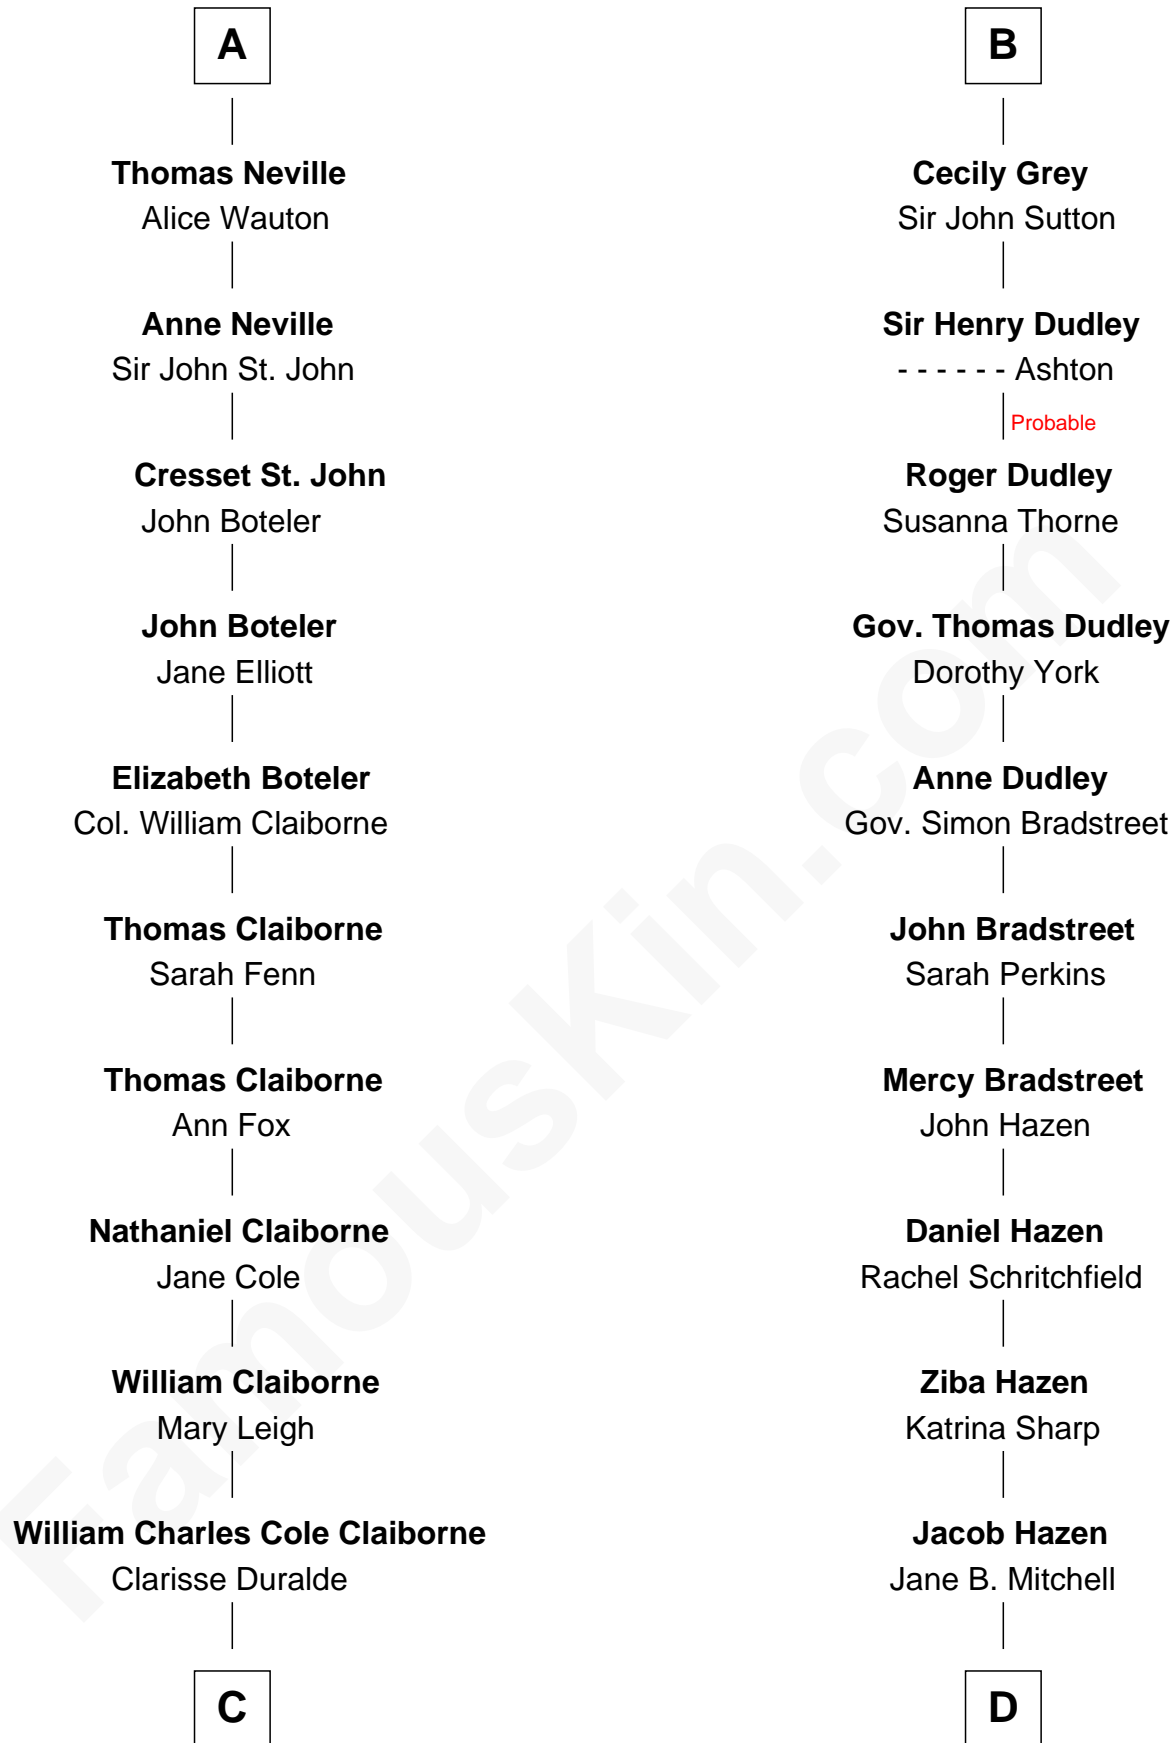 A
Thomas Neville
Alice Wauton
Anne Neville
Sir John St. John
Cresset St. John
John Boteler
John Boteler
Jane Elliott
Elizabeth Boteler
Col. William Claiborne
Thomas Claiborne
Sarah Fenn
Thomas Claiborne
Ann Fox
Nathaniel Claiborne
Jane Cole
William Claiborne
Mary Leigh
William Charles Cole Claiborne
Clarisse Duralde
C
B
Cecily Grey
Sir John Sutton
Sir Henry Dudley
- - - - - - Ashton
Probable
Roger Dudley
Susanna Thorne
Gov. Thomas Dudley
Dorothy York
Anne Dudley
Gov. Simon Bradstreet
John Bradstreet
Sarah Perkins
Mercy Bradstreet
John Hazen
Daniel Hazen
Rachel Schritchfield
Ziba Hazen
Katrina Sharp
Jacob Hazen
Jane B. Mitchell
D
FamousKin.com